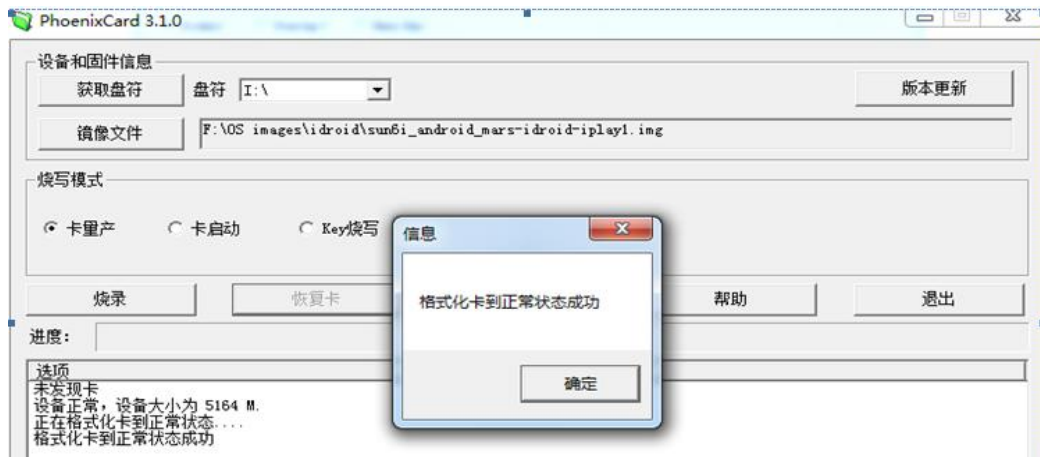 PhoenixCard 3.1.0
设备和固件信息
获取盘符 盘符 I:\ 版本更新
镜像文件 F:\OS images\idroid\sun6i_android_mars-idroid-iplay1.img
烧写模式
卡量产 卡启动 Key烧写
信息
格式化卡到正常状态成功
确定
烧录 恢复卡 帮助 退出
进度：
选项
未发现卡
设备正常，设备大小为 5164 M.
正在格式化卡到正常状态....
格式化卡到正常状态成功